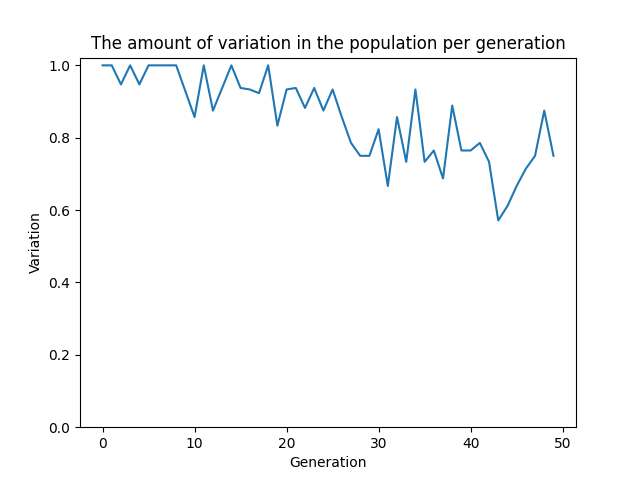 The amount of variation in the population per generation
1.0
0.8
0.6
0.4
0.2
0.0
Variation
0 10 20 30 40 50
Generation